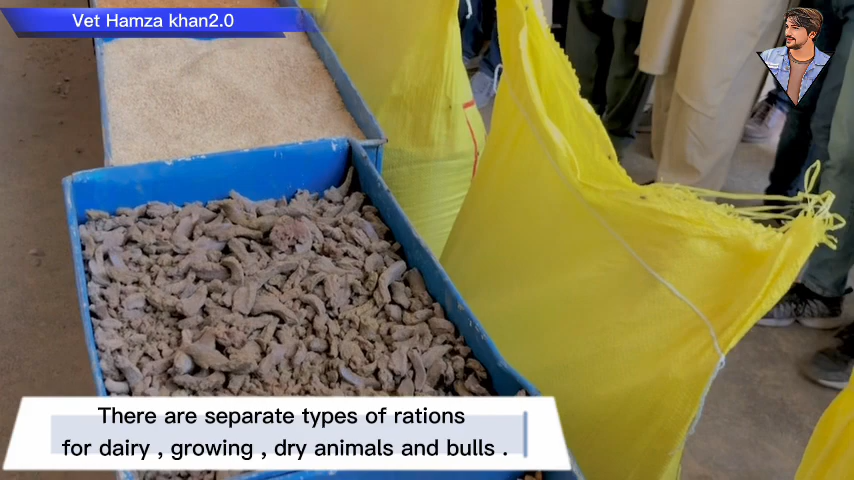 Vet Hamza khan2.0
There are separate types of rations
for dairy , growing , dry animals and bulls .